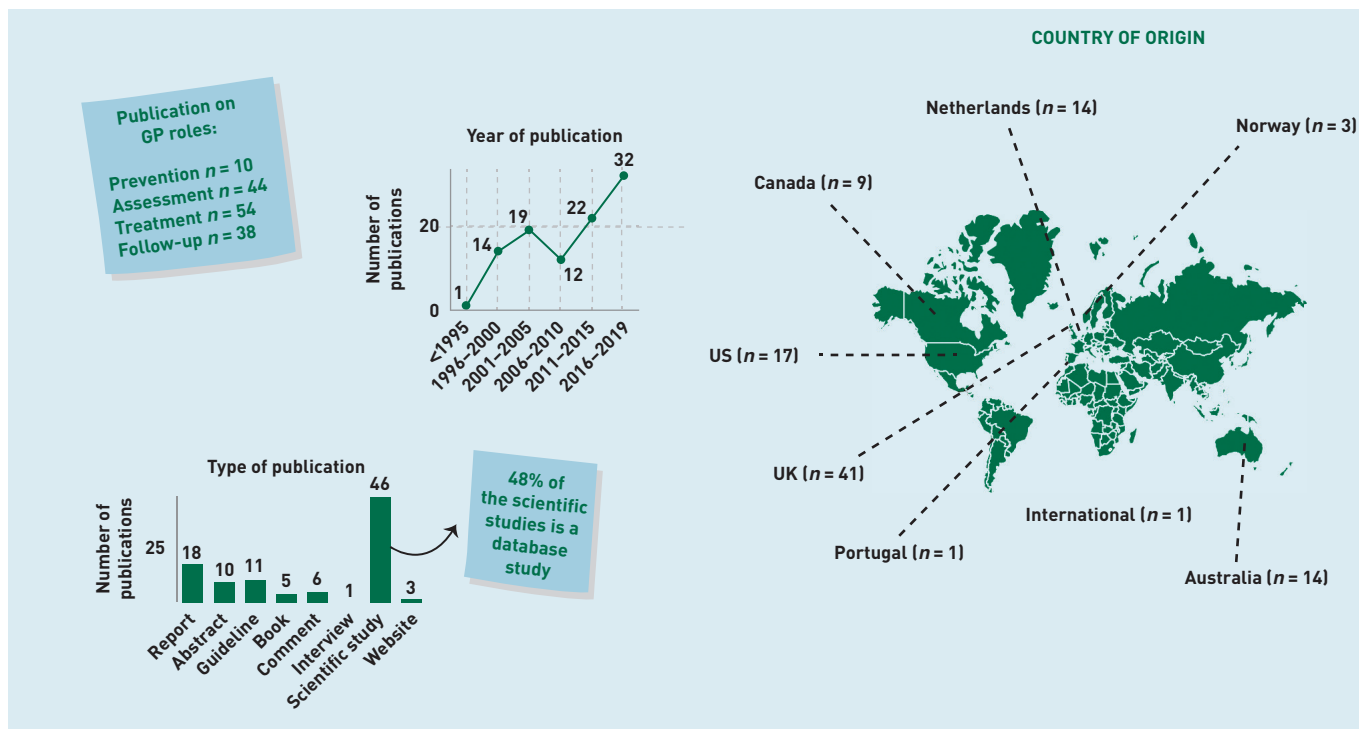 Publication on
GP roles:
Prevention n = 10
Assessment n = 44
Treatment n = 54
Follow-up n = 38
Year of publication
Number of
publications
20
0
1
14
19
12
22
32
<1995
1996–2000
2001–2005
2006–2010
2011–2015
2016–2019
Type of publication
Number of
publications
25
18
10
11
5
6
1
46
3
Report
Abstract
Guideline
Book
Comment
Interview
Scientific study
Website
48% of
the scientific
studies is a
database
study
COUNTRY OF ORIGIN
Netherlands (n = 14)
Norway (n = 3)
Canada (n = 9)
US (n = 17)
UK (n = 41)
International (n = 1)
Portugal (n = 1)
Australia (n = 14)